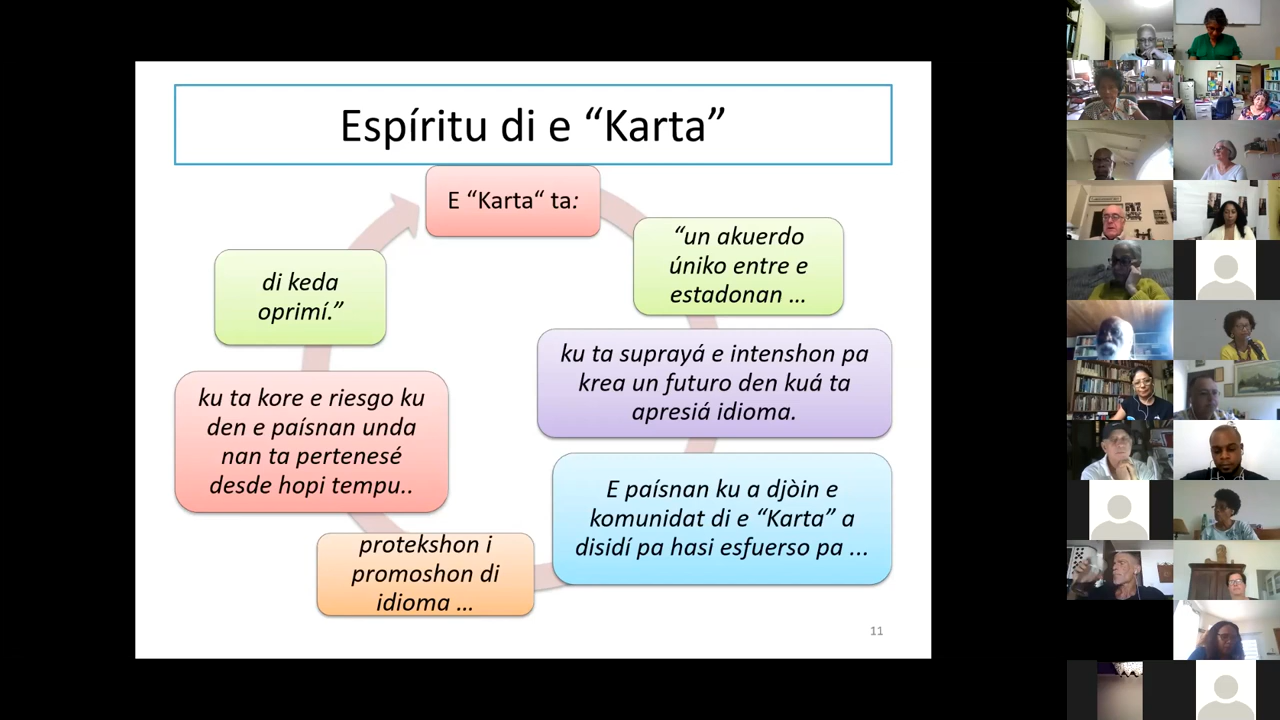 Espíritu di e “Karta”
E “Karta“ ta:
“un akuerdo
úniko entre e
estadonan ...
ku ta suprayá e intenshon pa
krea un futuro den kuá ta
apresiá idioma.
E paísnan ku a djòin e
komunidat di e “Karta” a
disidí pa hasi esfuerso pa ...
protekshon i
promoshon di
idioma ...
ku ta kore e riesgo ku
den e paísnan unda
nan ta pertenesé
desde hopi tempu..
di keda
oprimí.”
11